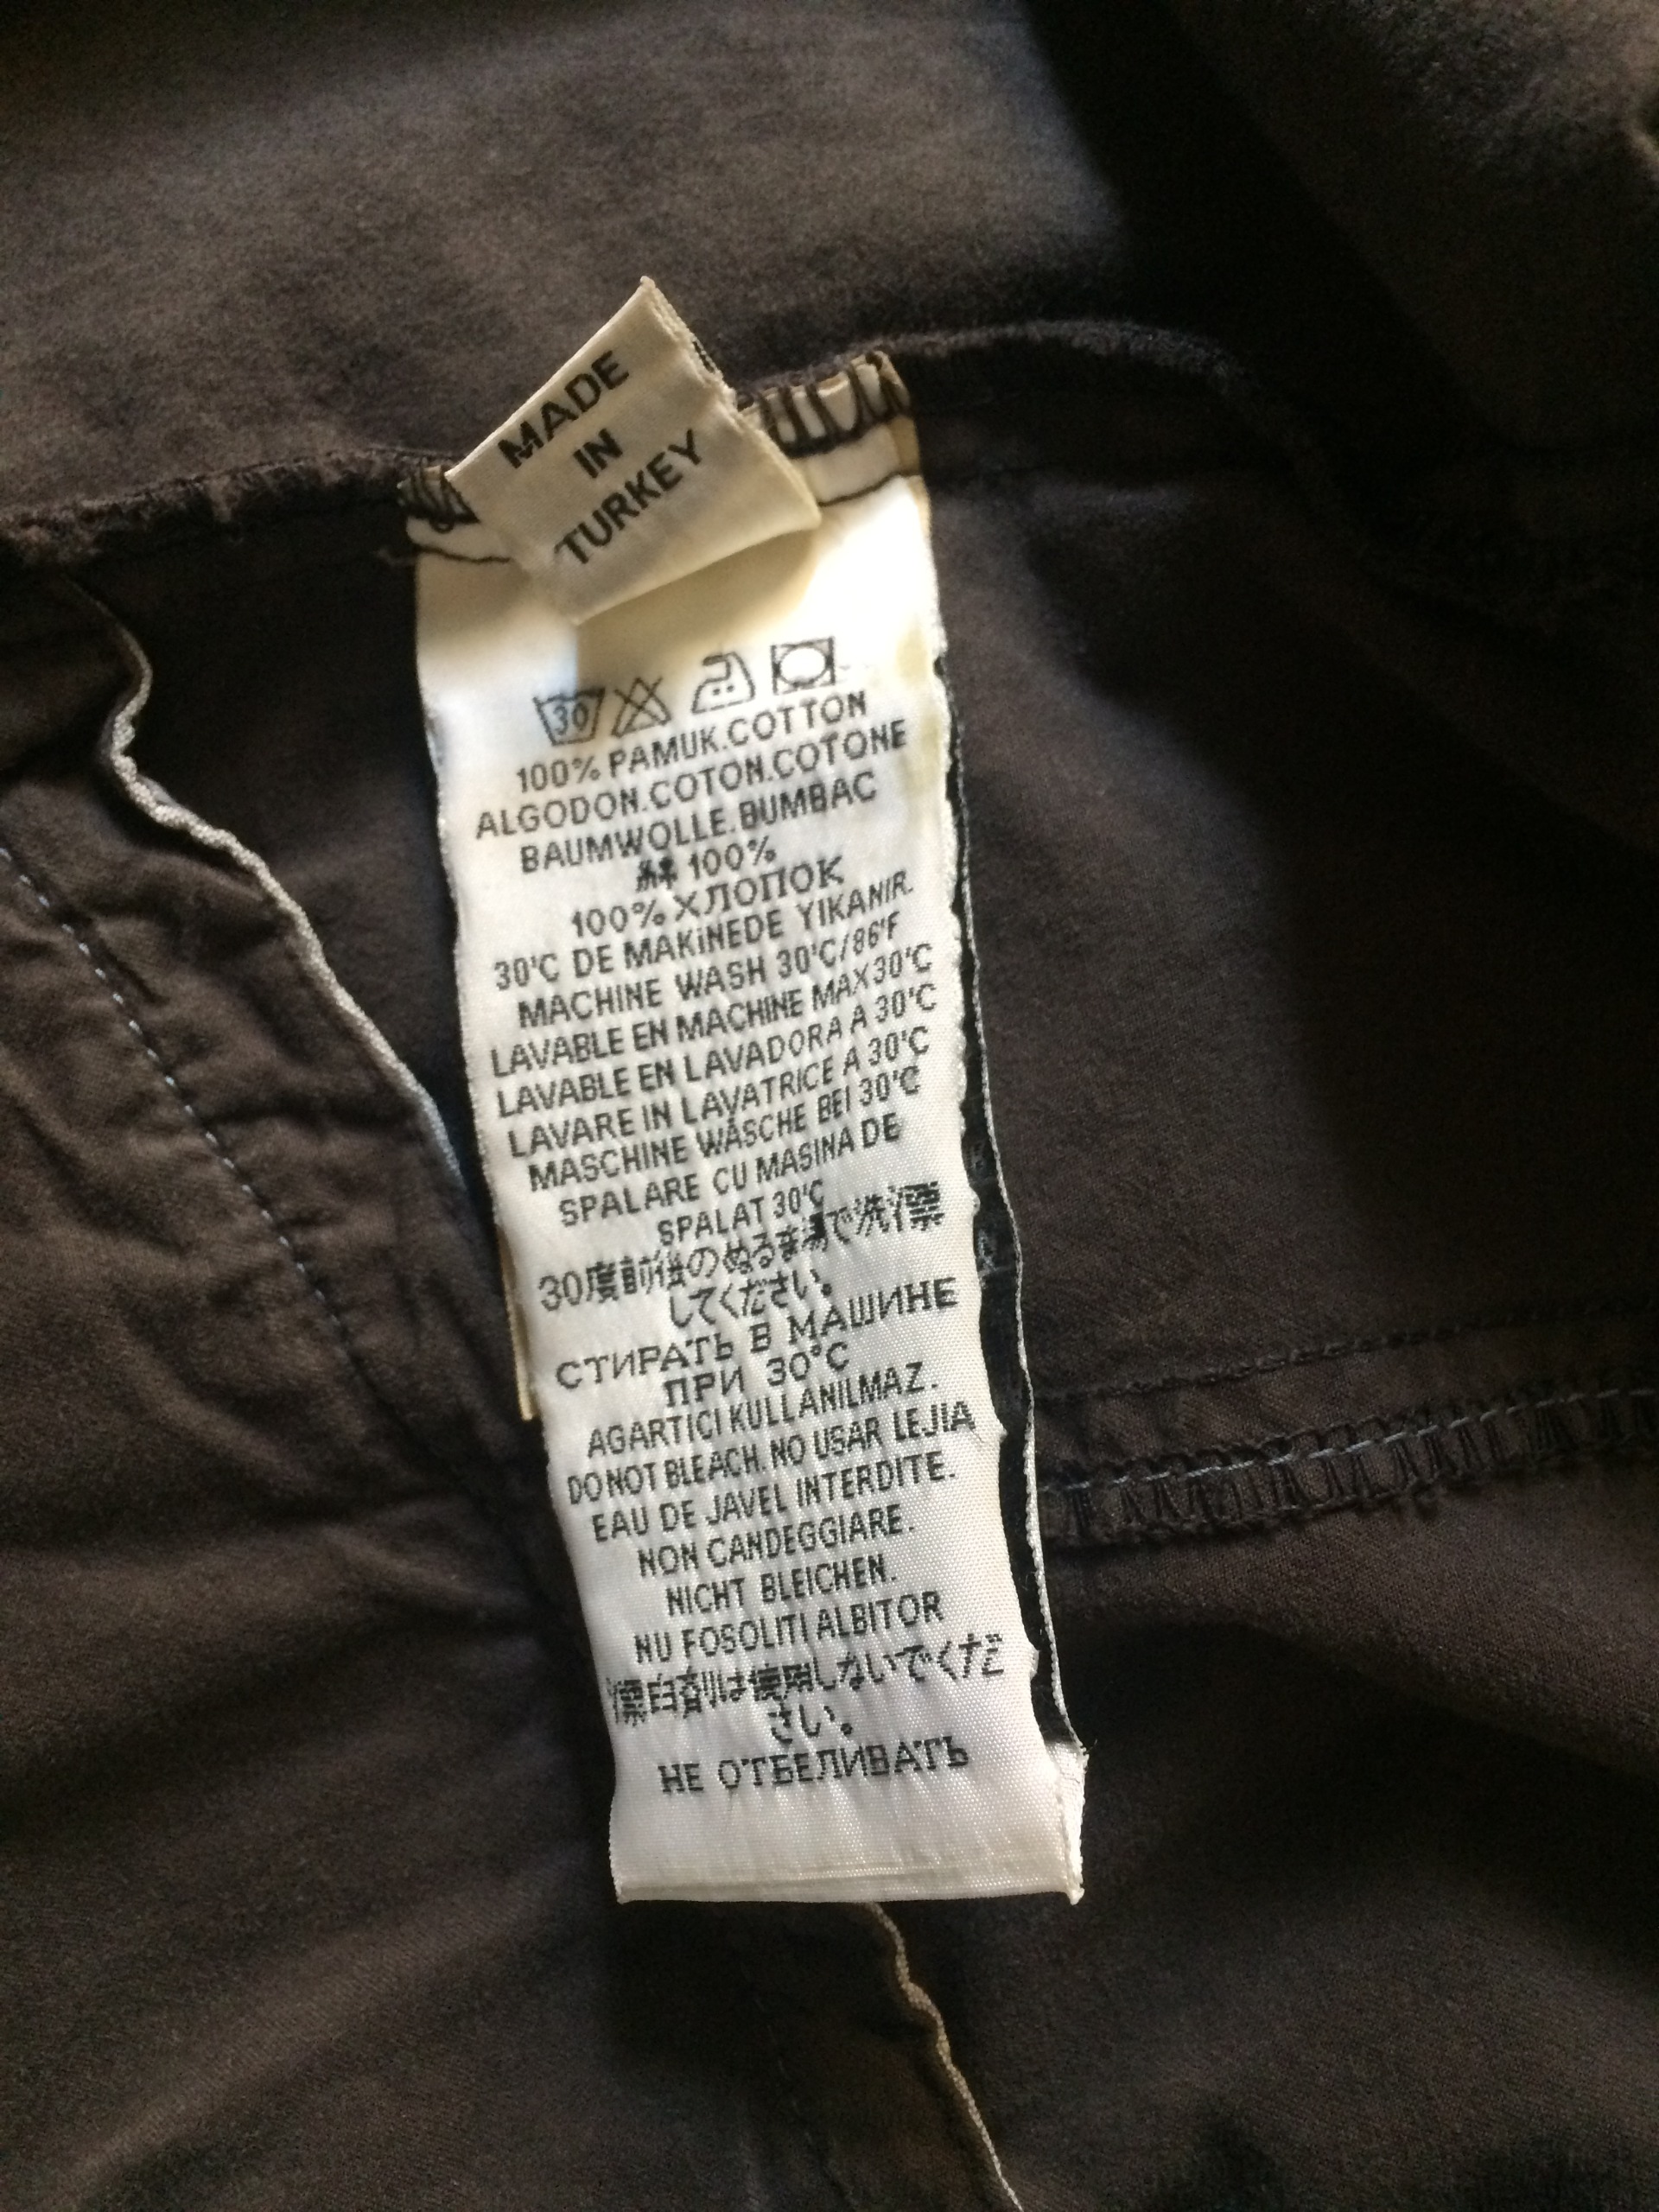 MADE
IN
TURKEY
30
100% PAMUK.COTTON
ALGODON.COTON.COTONE
BAUMWOLLE.BUMBAC
綿 100%
100% ХЛОПОК
30°C DE MAKiNEDE YIKANIR.
MACHINE WASH 30°C/86°F
LAVABLE EN MACHINE MAX30°C
LAVABLE EN LAVADORA A 30°C
LAVARE IN LAVATRICE A 30°C
MASCHINE WÄSCHE BEI 30°C
SPALARE CU MASINA DE
SPALAT 30°C
30度前後のぬるま湯で洗濯
してください。
СТИРАТЬ В МАШИНЕ
ПРИ 30°C
AGARTICI KULLANILMAZ.
DO NOT BLEACH. NO USAR LEJIA
EAU DE JAVEL INTERDITE.
NON CANDEGGIARE.
NICHT BLEICHEN.
NU FOSOLITI ALBITOR
漂白剤は使用しないでくだ
さい。
НЕ ОТБЕЛИВАТЬ